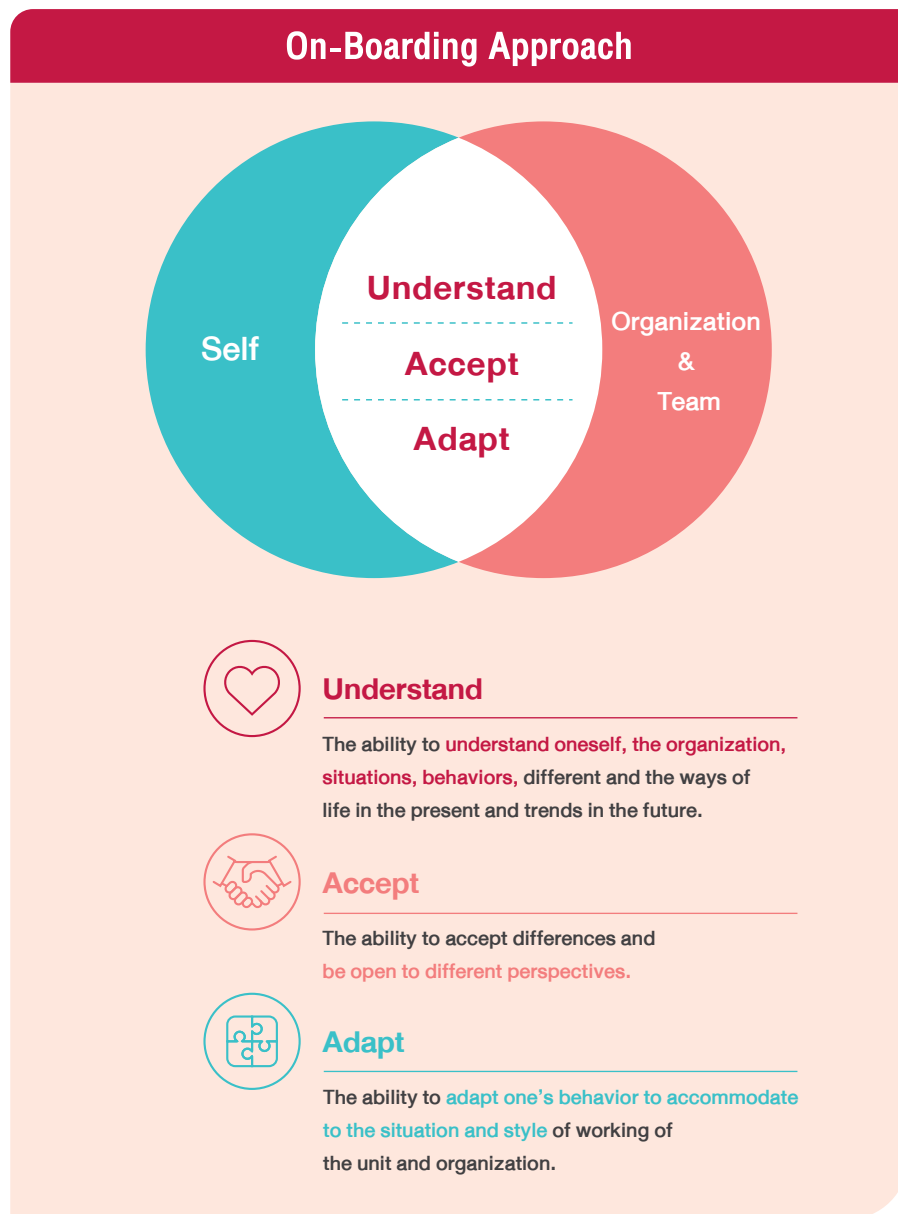 On-Boarding Approach
Understand
Self
Accept
Adapt
Organization
&
Team
Understand
The ability to understand oneself, the organization,
situations, behaviors, different and the ways of
life in the present and trends in the future.
Accept
The ability to accept differences and
be open to different perspectives.
Adapt
The ability to adapt one's behavior to accommodate
to the situation and style of working of
the unit and organization.